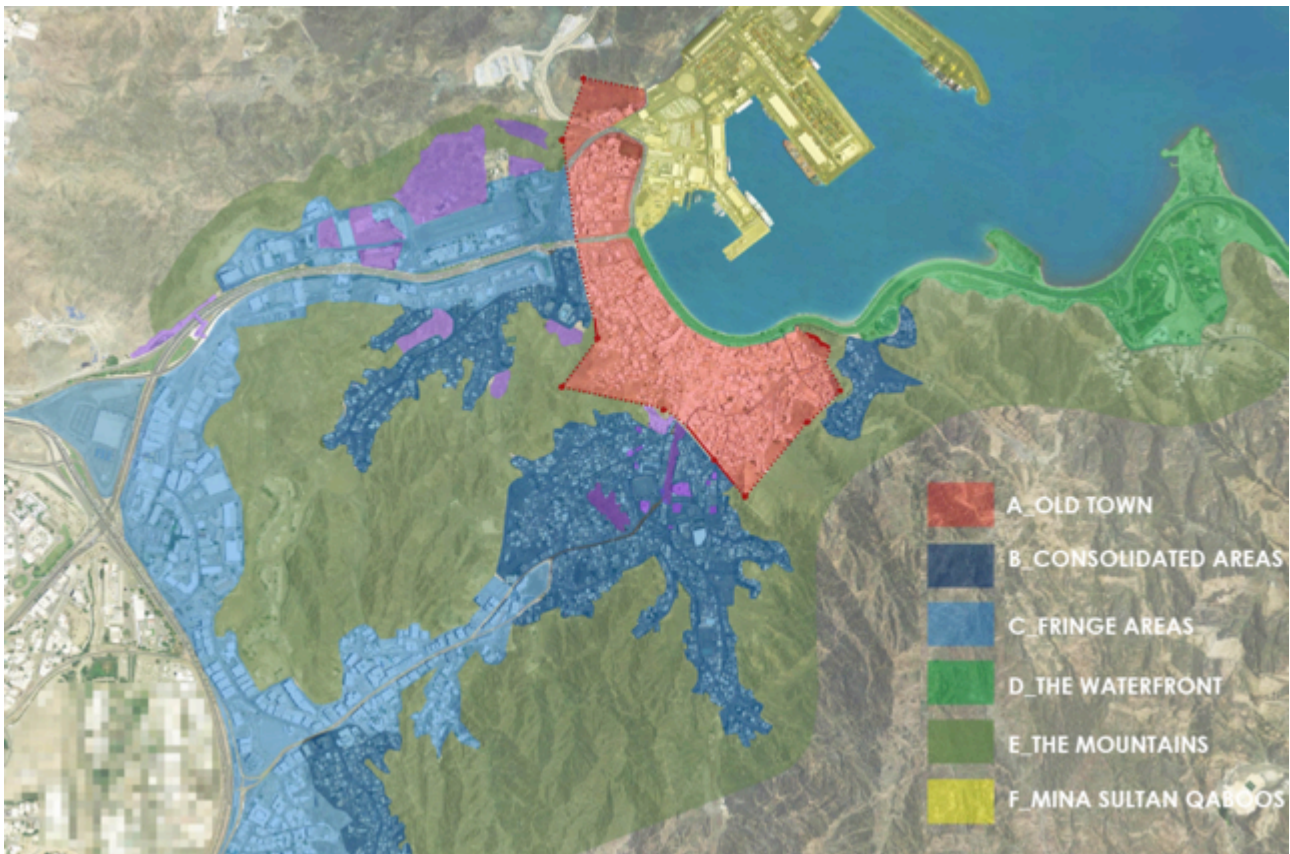 A_OLD TOWN
B_CONSOLIDATED AREAS
C_FRINGE AREAS
D_THE WATERFRONT
E_THE MOUNTAINS
F_MINA SULTAN QABOOS